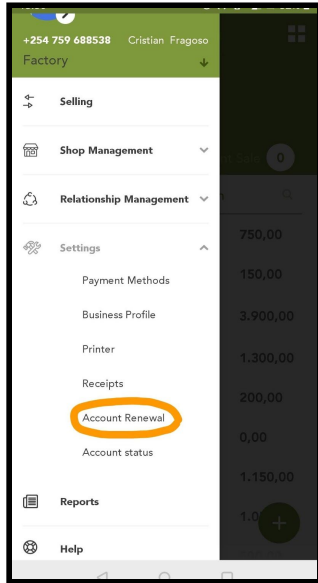 +254 759 688538 Cristian Fragoso
Factory
Selling
Shop Management
Relationship Management
Settings
Payment Methods
Business Profile
Printer
Receipts
Account Renewal
Account status
Reports
Help
0
750,00
150,00
3.900,00
1.300,00
200,00
0,00
1.150,00